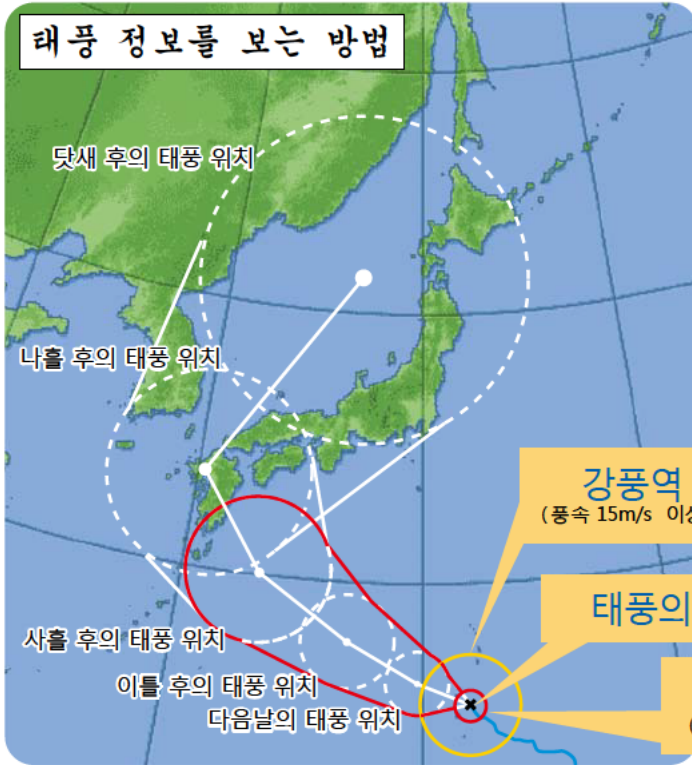 태풍 정보를 보는 방법
닷새 후의 태풍 위치
나흘 후의 태풍 위치
강풍역
(풍속 15m/s 이상
태풍의
사흘 후의 태풍 위치
이틀 후의 태풍 위치
다음날의 태풍 위치
(